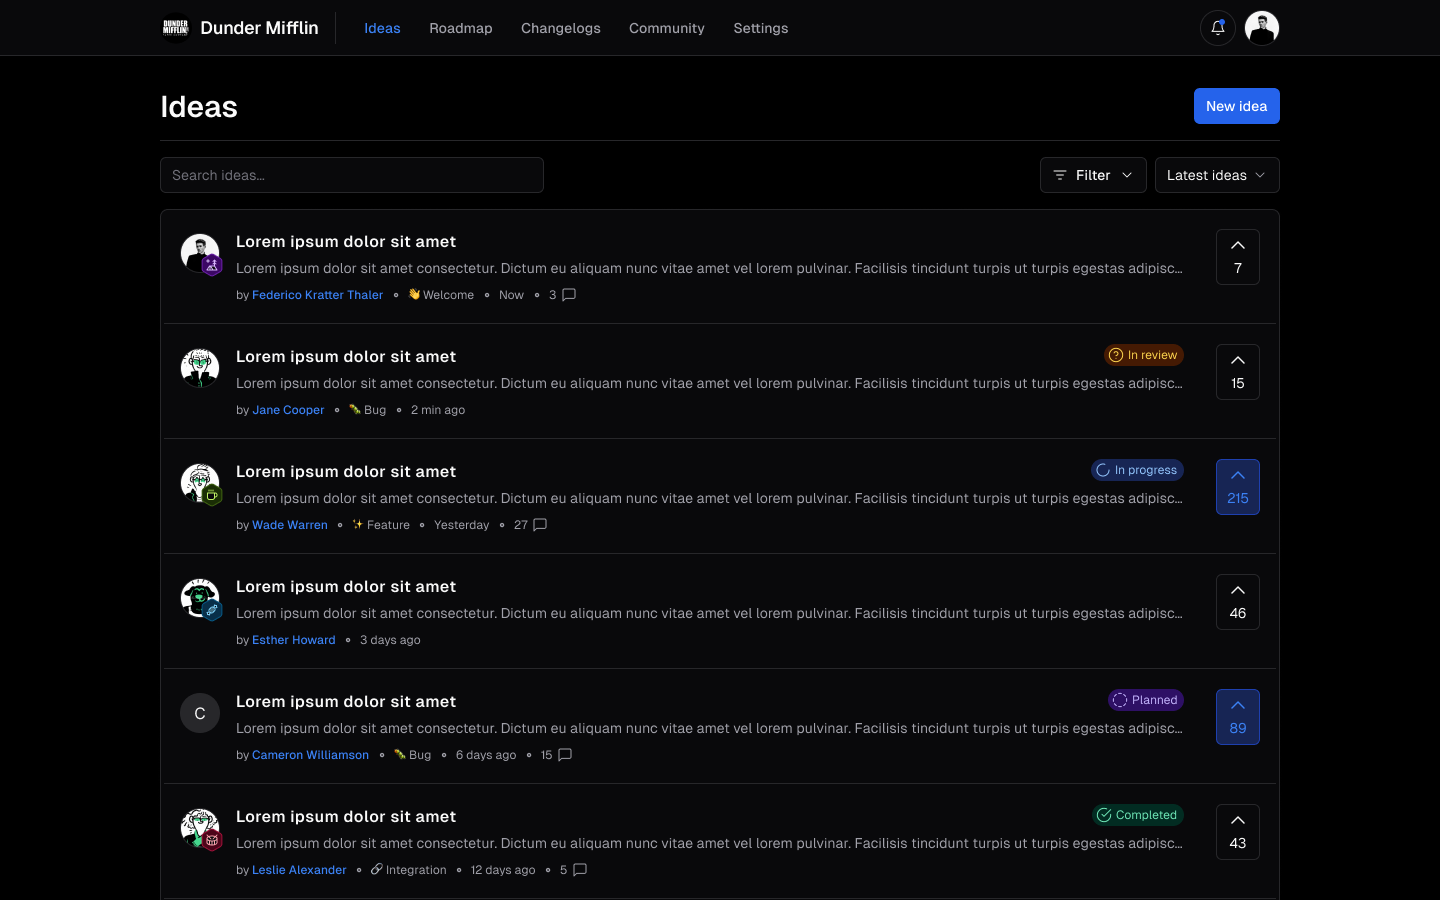 DUNDER
MIFFLIN
Dunder Mifflin
Ideas
Roadmap
Changelogs
Community
Settings
Ideas
New idea
Search ideas...
Filter
Latest ideas
Lorem ipsum dolor sit amet
Lorem ipsum dolor sit amet consectetur. Dictum eu aliquam nunc vitae amet vel lorem pulvinar. Facilisis tincidunt turpis ut turpis egestas adipisc...
by Federico Kratter Thaler
👋 Welcome
Now
3
7
Lorem ipsum dolor sit amet
In review
Lorem ipsum dolor sit amet consectetur. Dictum eu aliquam nunc vitae amet vel lorem pulvinar. Facilisis tincidunt turpis ut turpis egestas adipisc...
by Jane Cooper
🐛 Bug
2 min ago
15
Lorem ipsum dolor sit amet
In progress
Lorem ipsum dolor sit amet consectetur. Dictum eu aliquam nunc vitae amet vel lorem pulvinar. Facilisis tincidunt turpis ut turpis egestas adipisc...
by Wade Warren
✨ Feature
Yesterday
27
215
Lorem ipsum dolor sit amet
Lorem ipsum dolor sit amet consectetur. Dictum eu aliquam nunc vitae amet vel lorem pulvinar. Facilisis tincidunt turpis ut turpis egestas adipisc...
by Esther Howard
3 days ago
46
C
Lorem ipsum dolor sit amet
Planned
Lorem ipsum dolor sit amet consectetur. Dictum eu aliquam nunc vitae amet vel lorem pulvinar. Facilisis tincidunt turpis ut turpis egestas adipisc...
by Cameron Williamson
🐛 Bug
6 days ago
15
89
Lorem ipsum dolor sit amet
Completed
Lorem ipsum dolor sit amet consectetur. Dictum eu aliquam nunc vitae amet vel lorem pulvinar. Facilisis tincidunt turpis ut turpis egestas adipisc...
by Leslie Alexander
🔗 Integration
12 days ago
5
43